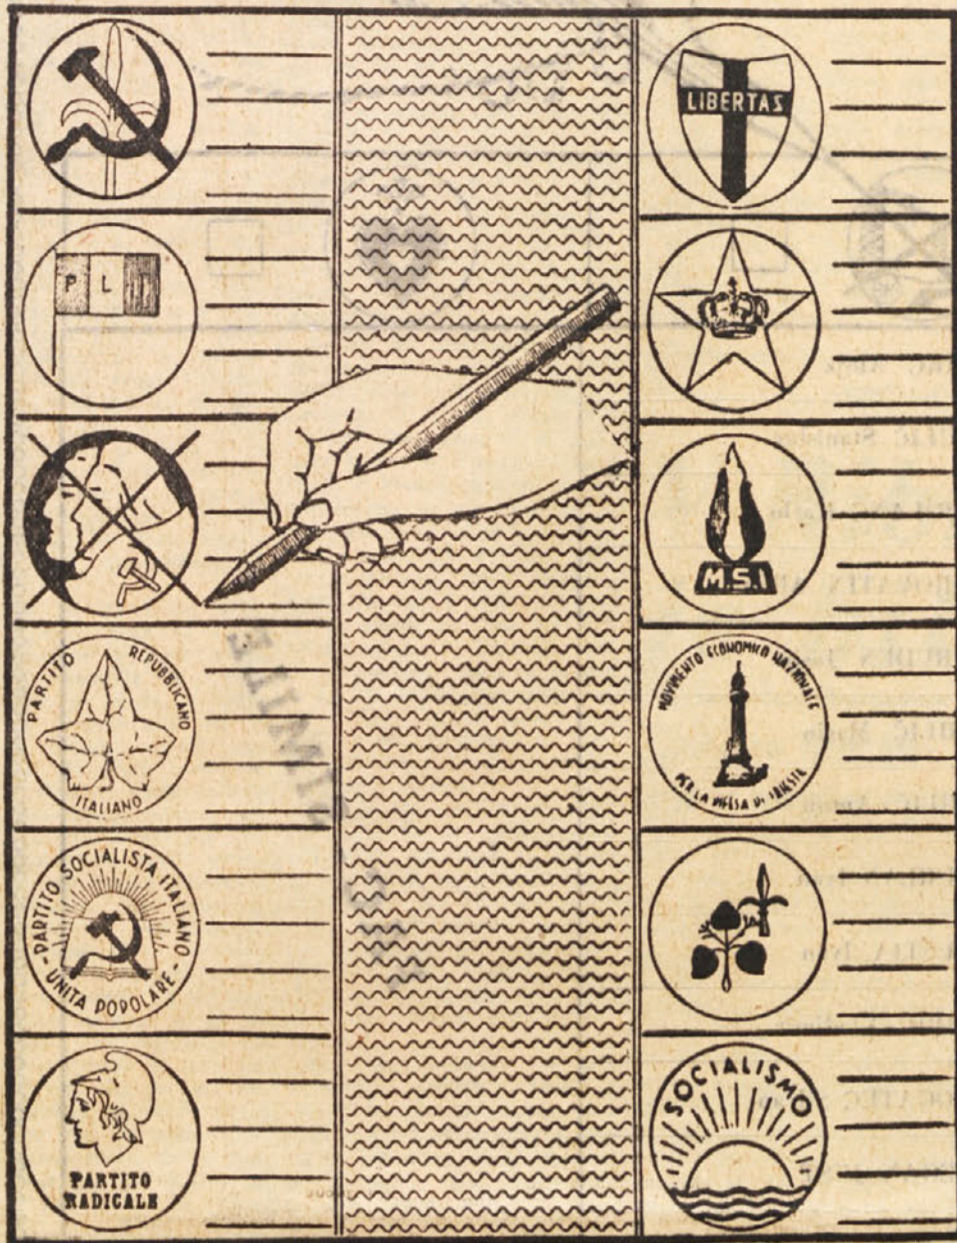 LIBERTAS
P L I
M.S.I
PARTITO REPUBBLICANO
ITALIANO
MOVIMENTO ECONOMICO NAZIONALE
PER LA DIFESA DI TRIESTE
- PARTITO SOCIALISTA ITALIANO -
UNITA POPOLARE
PARTITO
RADICALE
SOCIALISMO